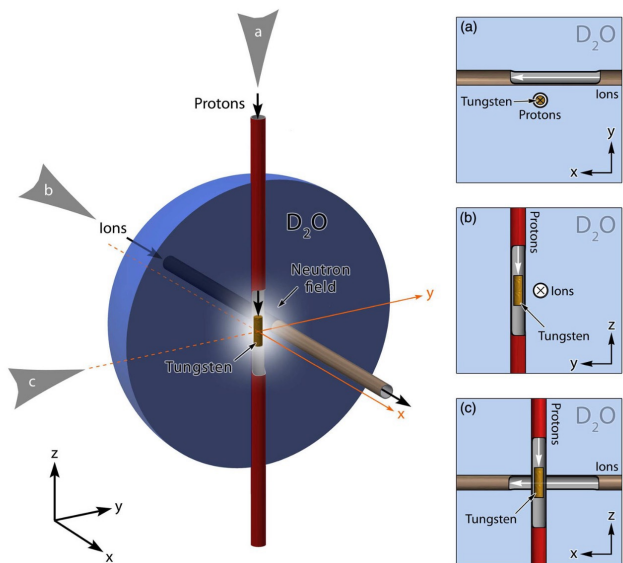 a
Protons
b
Ions
D₂O
Neutron
field
y
Tungsten
c
x
z
y
x
(a)
D₂O
Ions
Tungsten
Protons
y
x
(b)
Protons
D₂O
Ions
Tungsten
z
y
(c)
Protons
D₂O
Ions
Tungsten
z
x